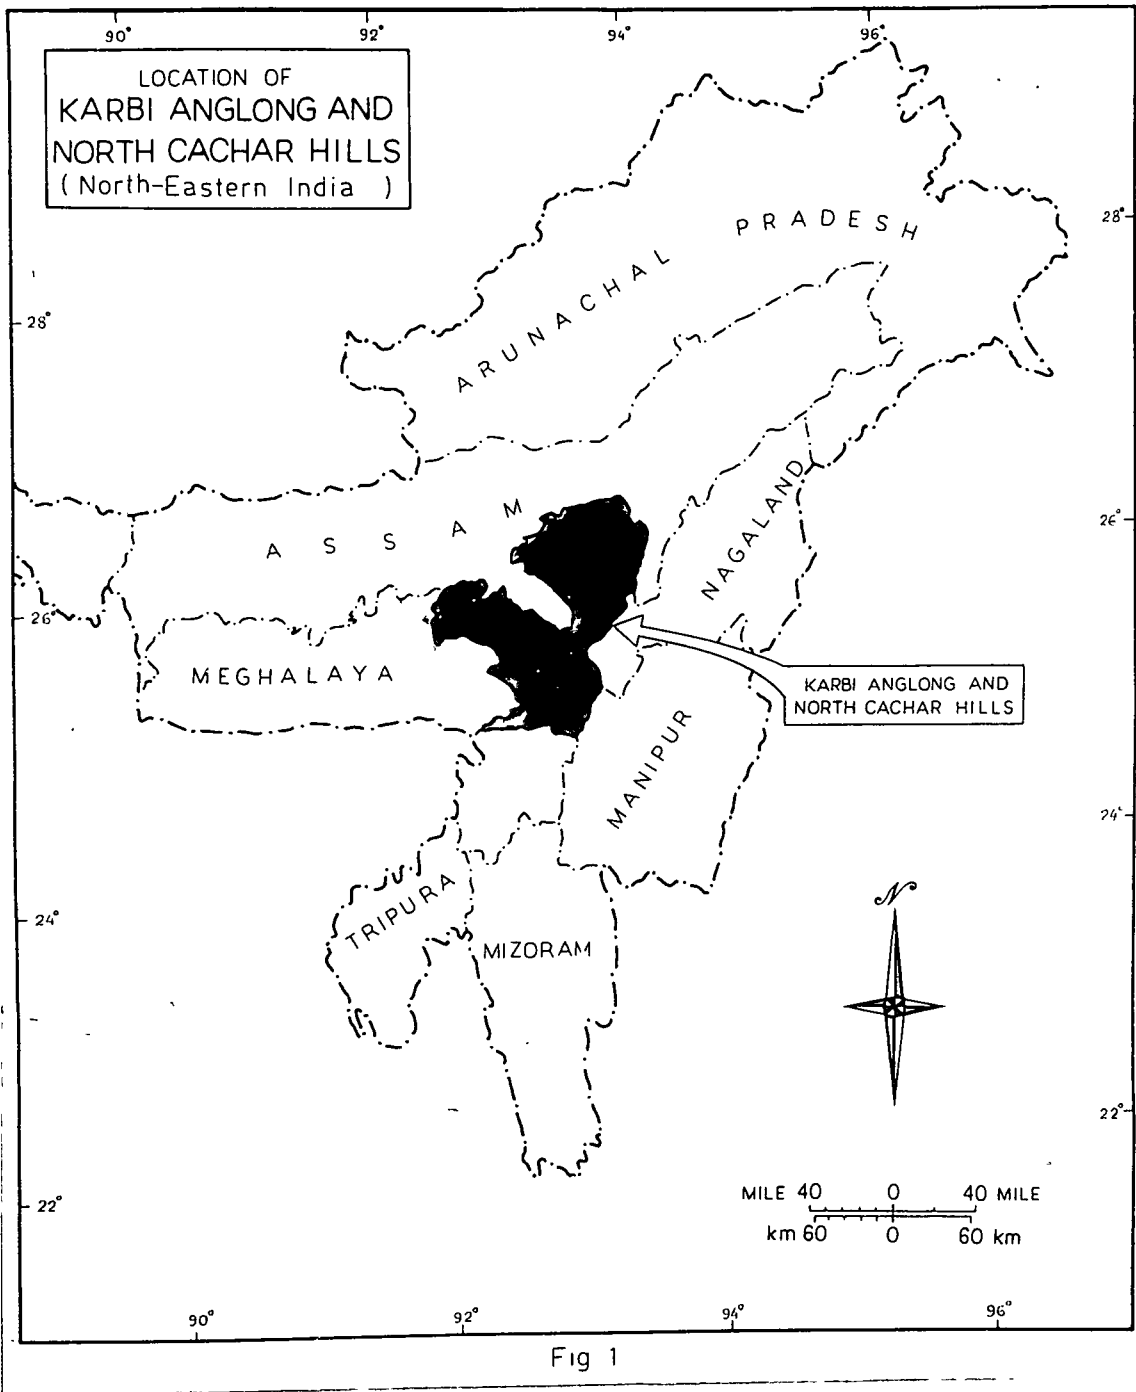 90° 92° 94° 96°
LOCATION OF
KARBI ANGLONG AND
NORTH CACHAR HILLS
( North-Eastern India )
28°
PRADESH
ARUNACHAL
28°
ASSAM
NAGALAND
26°
26°
MEGHALAYA
KARBI ANGLONG AND
NORTH CACHAR HILLS
MANIPUR
24°
TRIPURA
N
24°
MIZORAM
22°
MILE 40 0 40 MILE
22°
km 60 0 60 km
90° 92° 94° 96°
Fig 1